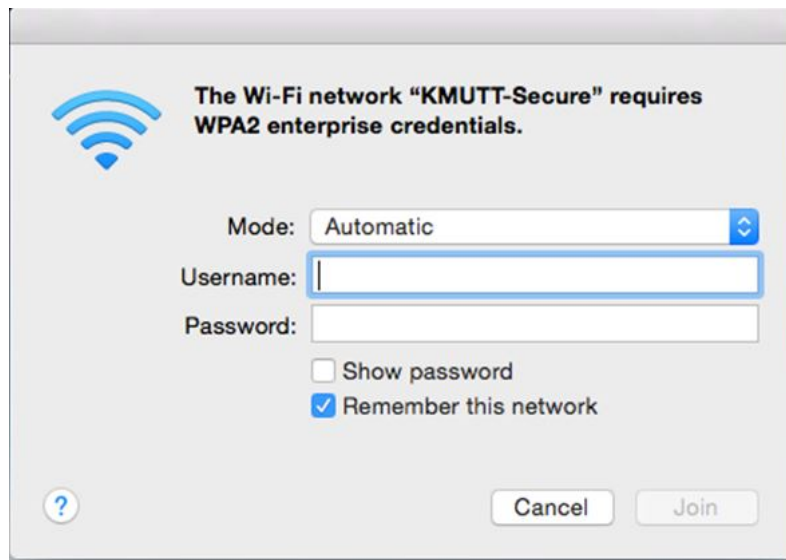 The Wi-Fi network “KMUTT-Secure” requires
WPA2 enterprise credentials.
Mode: Automatic
Username:
Password:
Show password
Remember this network
? Cancel Join